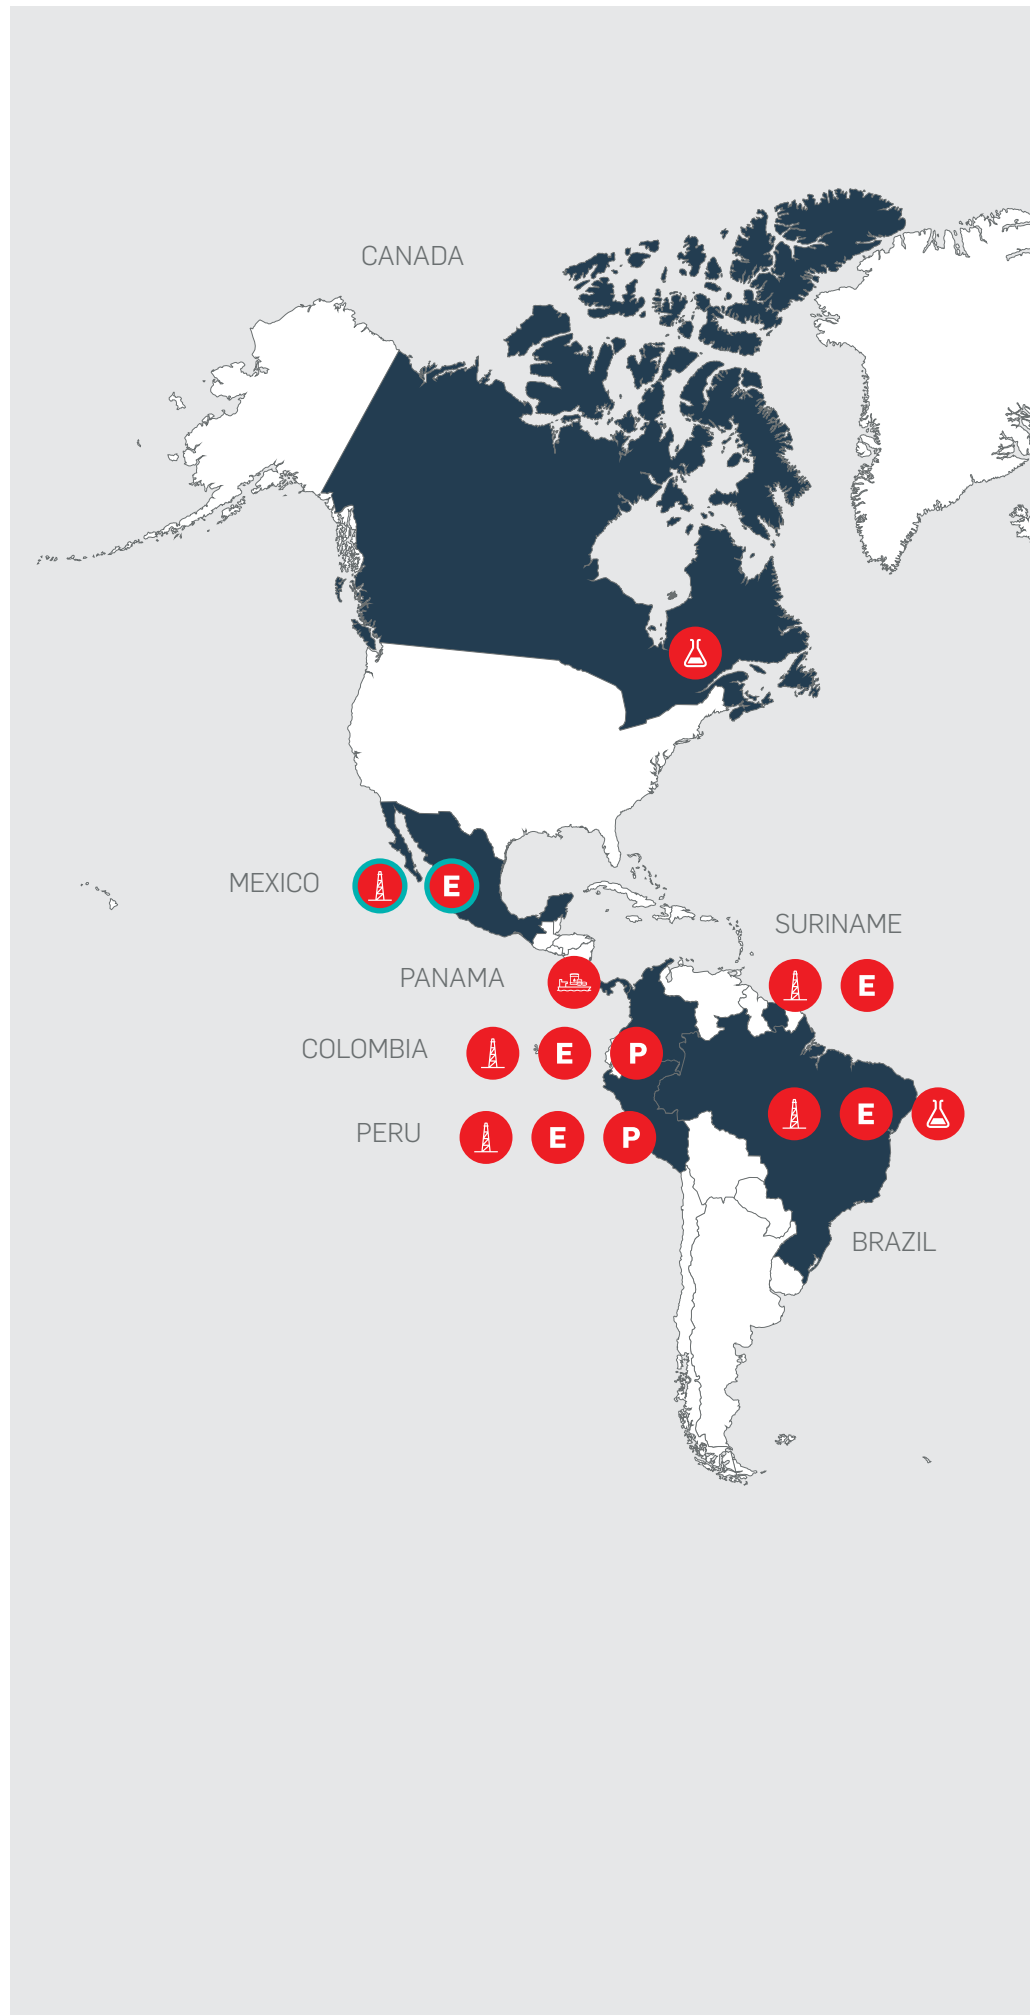 CANADA
MEXICO
E
SURINAME
PANAMA
E
COLOMBIA
E
P
E
PERU
E
P
BRAZIL